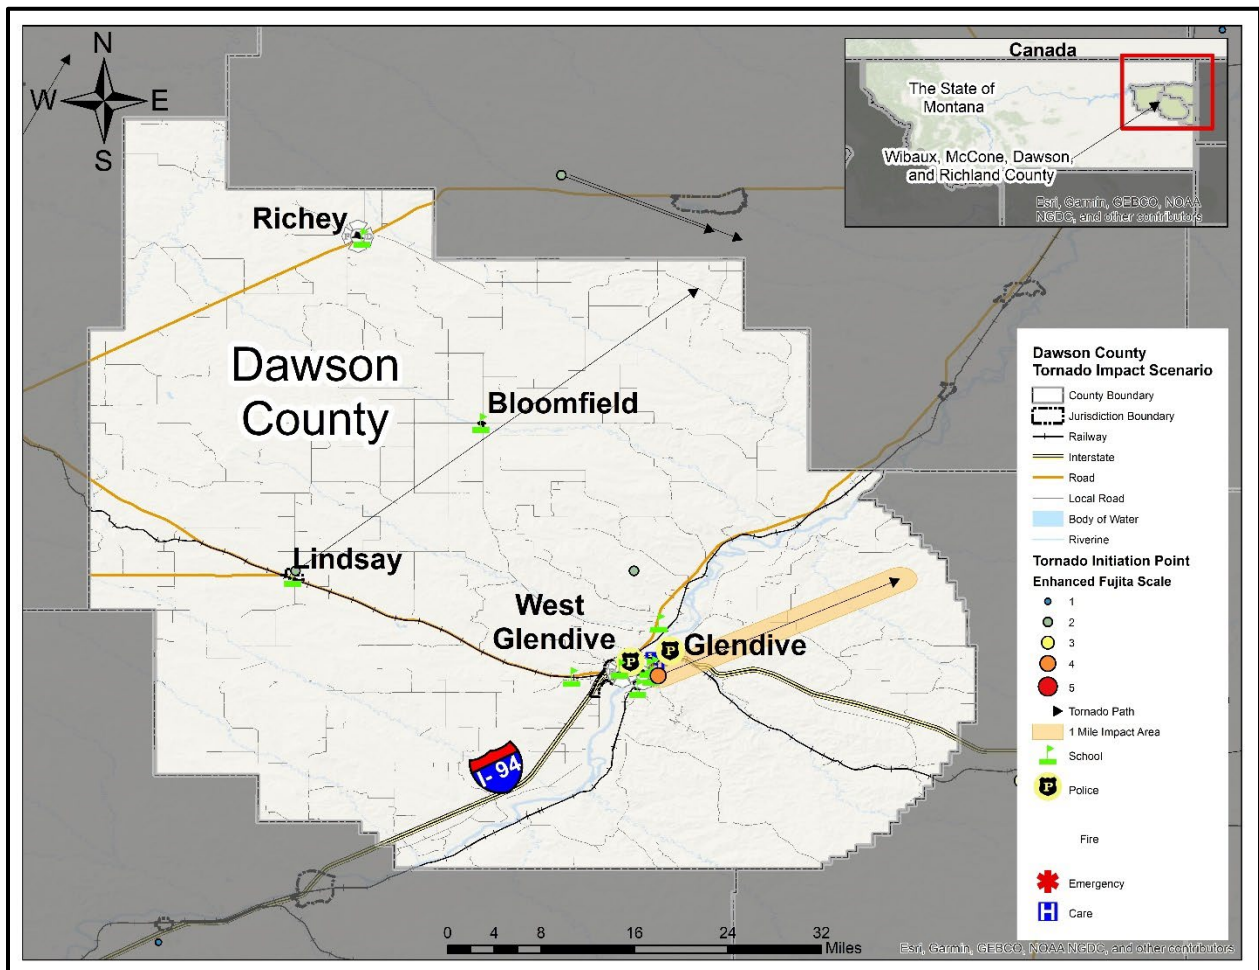 N
W E
S
Canada
The State of
Montana
Wibaux, McCone, Dawson,
and Richland County
Esri, Garmin, GEBCO, NOAA
NGDC, and other contributors
Richey
Dawson
County
Bloomfield
Lindsay
West
Glendive
Glendive
P
P
I- 94
Dawson County
Tornado Impact Scenario
County Boundary
Jurisdiction Boundary
Railway
Interstate
Road
Local Road
Body of Water
Riverine
Tornado Initiation Point
Enhanced Fujita Scale
1
2
3
4
5
Tornado Path
1 Mile Impact Area
School
P
Police
Fire
Emergency
H
Care
0 4 8 16 24 32
Miles
Esri, Garmin, GEBCO, NOAA NGDC, and other contributors